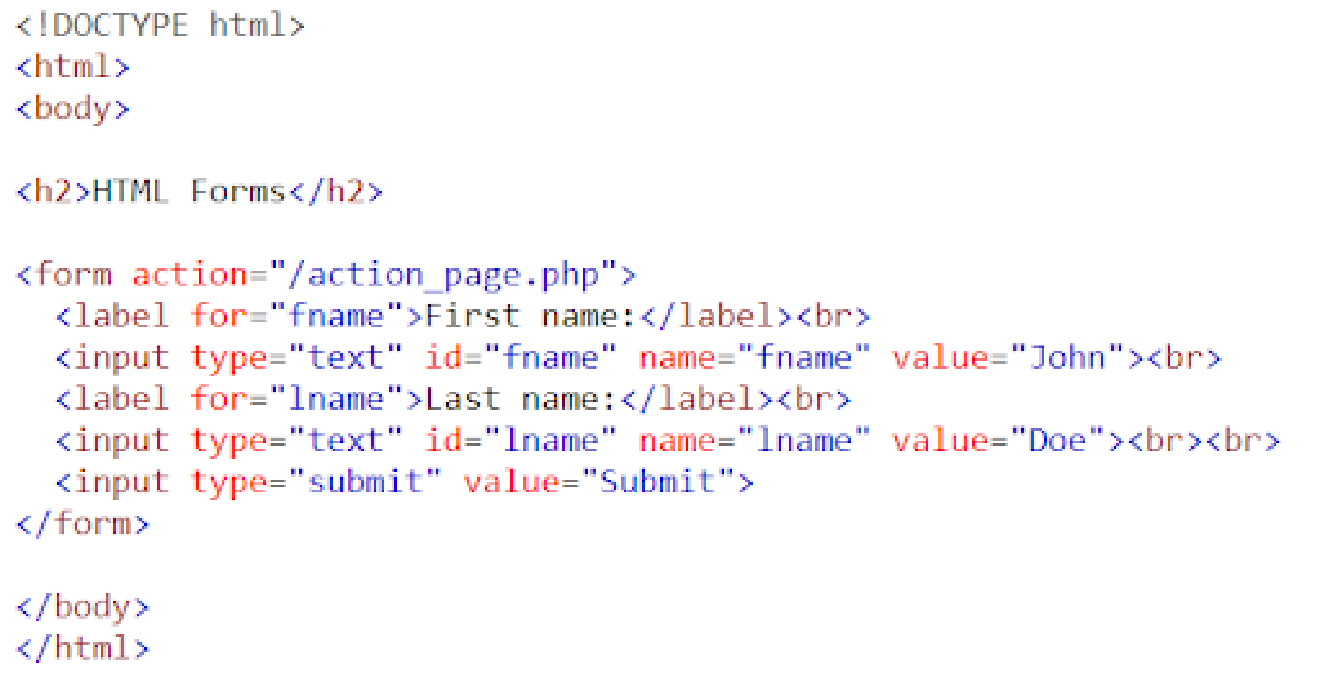 <!DOCTYPE html>
<html>
<body>
<h2>HTML Forms</h2>
<form action="/action_page.php">
<label for="fname">First name:</label><br>
<input type="text" id="fname" name="fname" value="John"><br>
<label for="lname">Last name:</label><br>
<input type="text" id="lname" name="lname" value="Doe"><br><br>
<input type="submit" value="Submit">
</form>
</body>
</html>